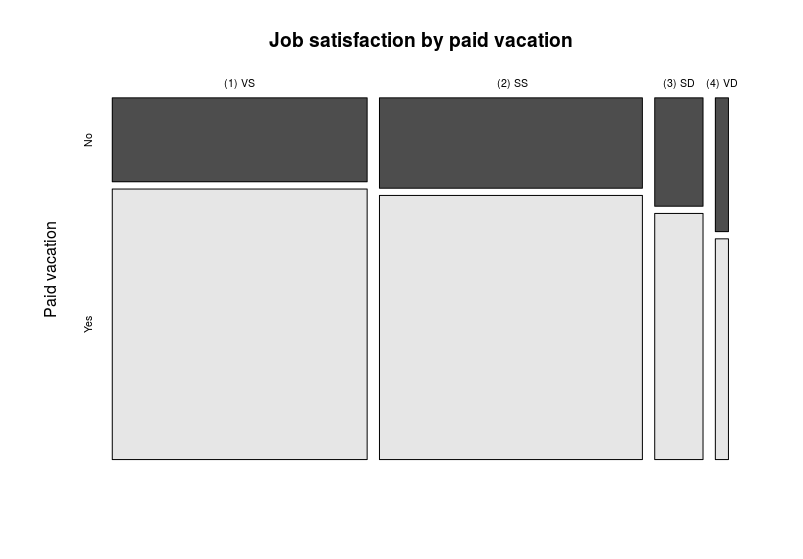 Job satisfaction by paid vacation
(1) VS
(2) SS
(3) SD
(4) VD
No
Yes
Paid vacation